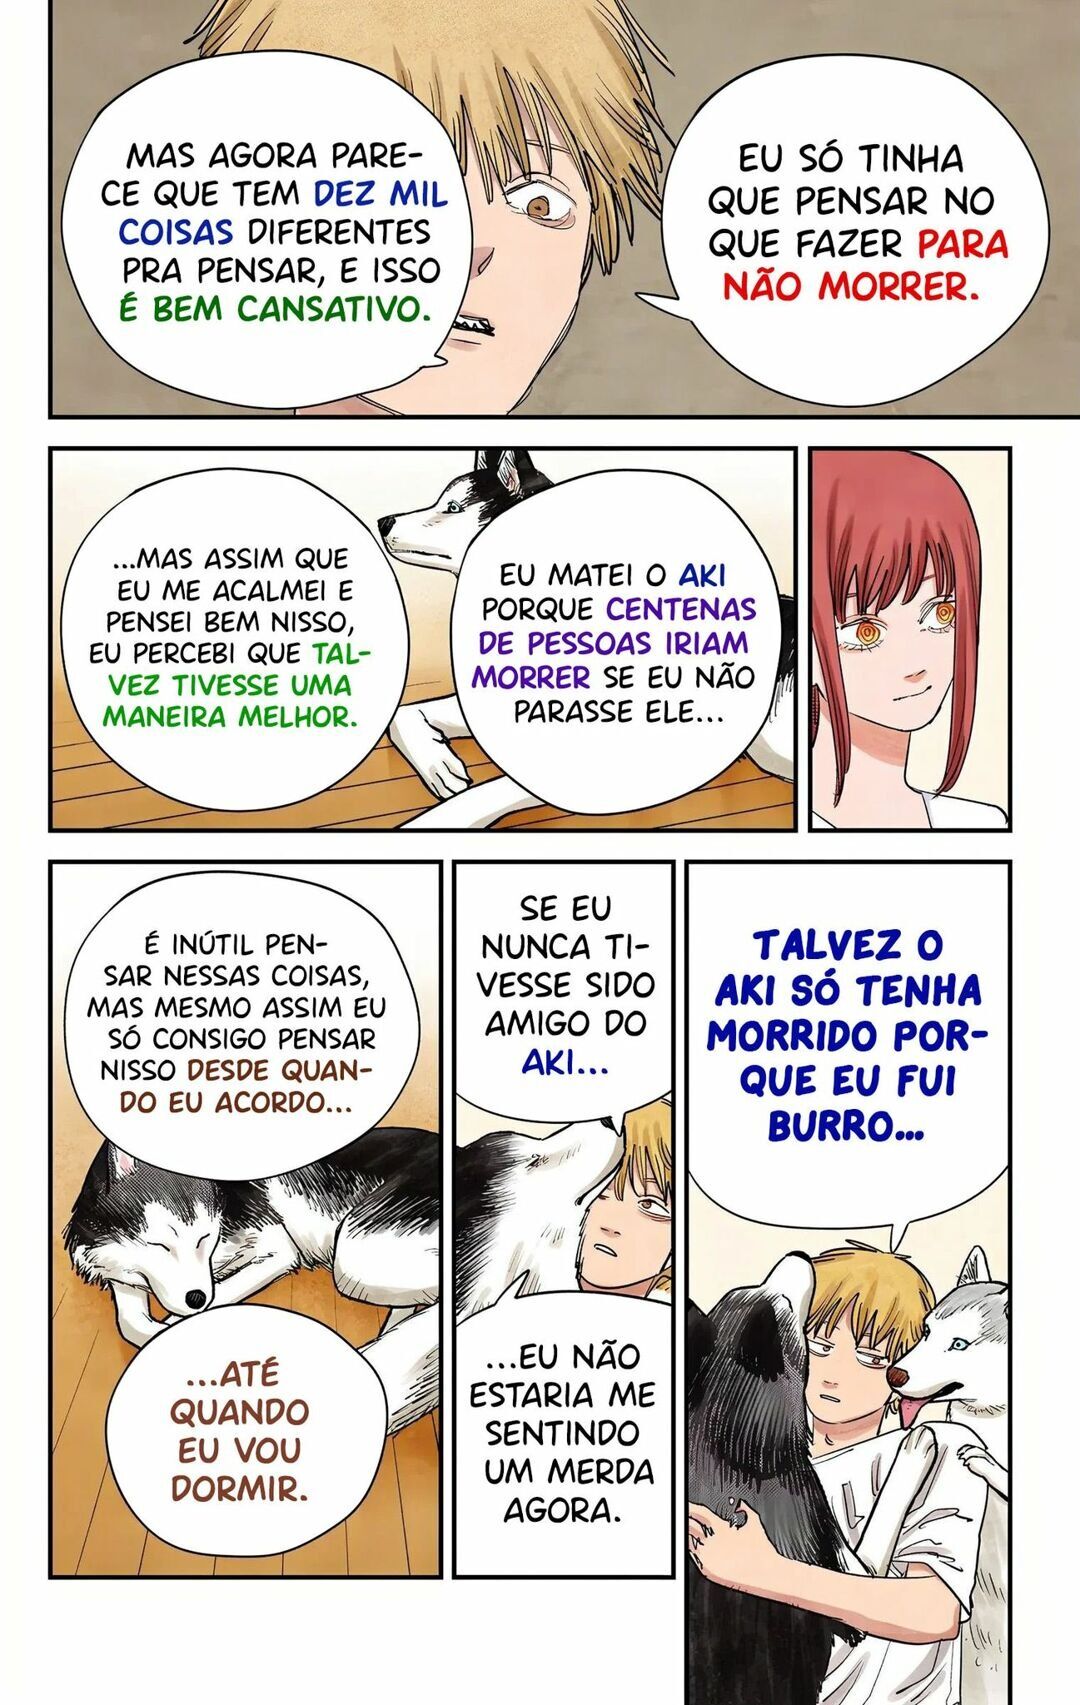 EU SÓ TINHA
QUE PENSAR NO
QUE FAZER PARA
NÃO MORRER.
MAS AGORA PARE-
CE QUE TEM DEZ MIL
COISAS DIFERENTES
PRA PENSAR, E ISSO
É BEM CANSATIVO.
EU MATEI O AKI
PORQUE CENTENAS
DE PESSOAS IRIAM
MORRER SE EU NÃO
PARASSE ELE...
...MAS ASSIM QUE
EU ME ACALMEI E
PENSEI BEM NISSO,
EU PERCEBI QUE TAL-
VEZ TIVESSE UMA
MANEIRA MELHOR.
TALVEZ O
AKI SÓ TENHA
MORRIDO POR-
QUE EU FUI
BURRO...
SE EU
NUNCA TI-
VESSE SIDO
AMIGO DO
AKI...
...EU NÃO
ESTARIA ME
SENTINDO
UM MERDA
AGORA.
É INÚTIL PEN-
SAR NESSAS COISAS,
MAS MESMO ASSIM EU
SÓ CONSIGO PENSAR
NISSO DESDE QUAN-
DO EU ACORDO...
...ATÉ
QUANDO
EU VOU
DORMIR.